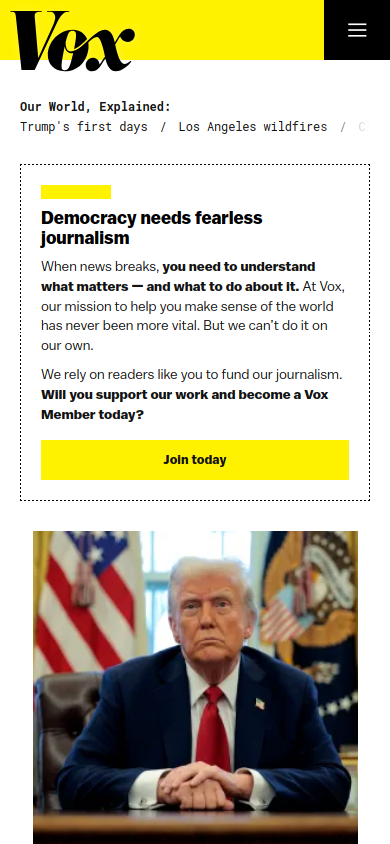 Vox
Our World, Explained:
Trump's first days / Los Angeles wildfires /
Democracy needs fearless
journalism
When news breaks, you need to understand
what matters — and what to do about it. At Vox,
our mission to help you make sense of the world
has never been more vital. But we can't do it on
our own.
We rely on readers like you to fund our journalism.
Will you support our work and become a Vox
Member today?
Join today